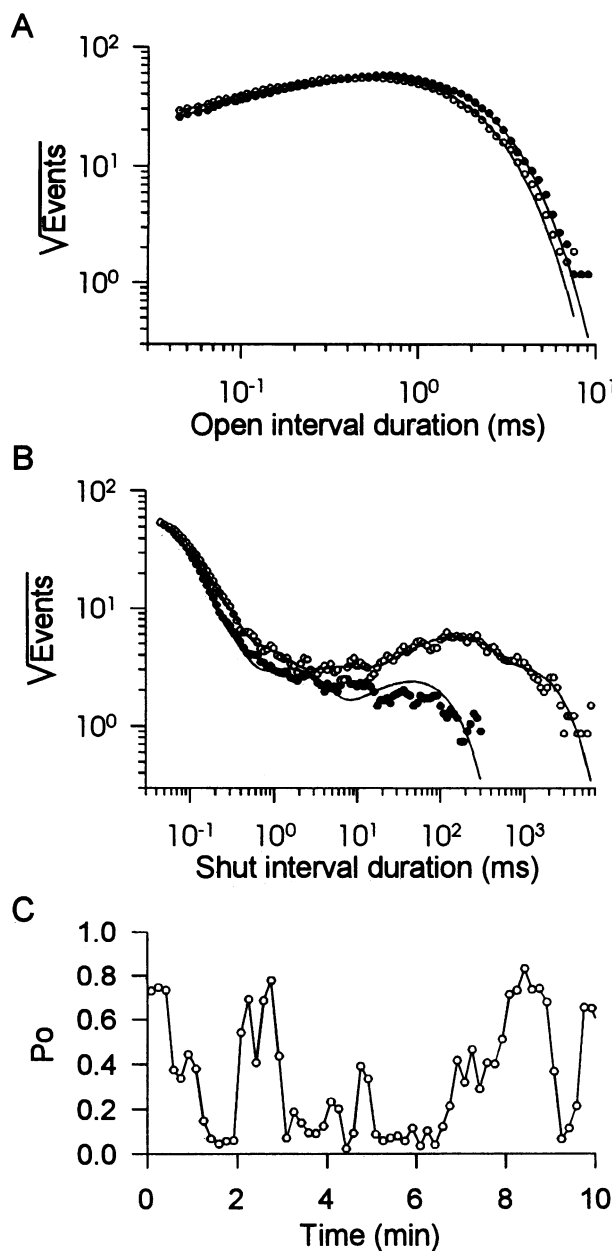 A
√Events
10²
10¹
10⁰
10⁻¹ 10⁰ 10¹
Open interval duration (ms)
B
√Events
10²
10¹
10⁰
10⁻¹ 10⁰ 10¹ 10² 10³
Shut interval duration (ms)
C
Po
1.0
0.8
0.6
0.4
0.2
0.0
0 2 4 6 8 10
Time (min)